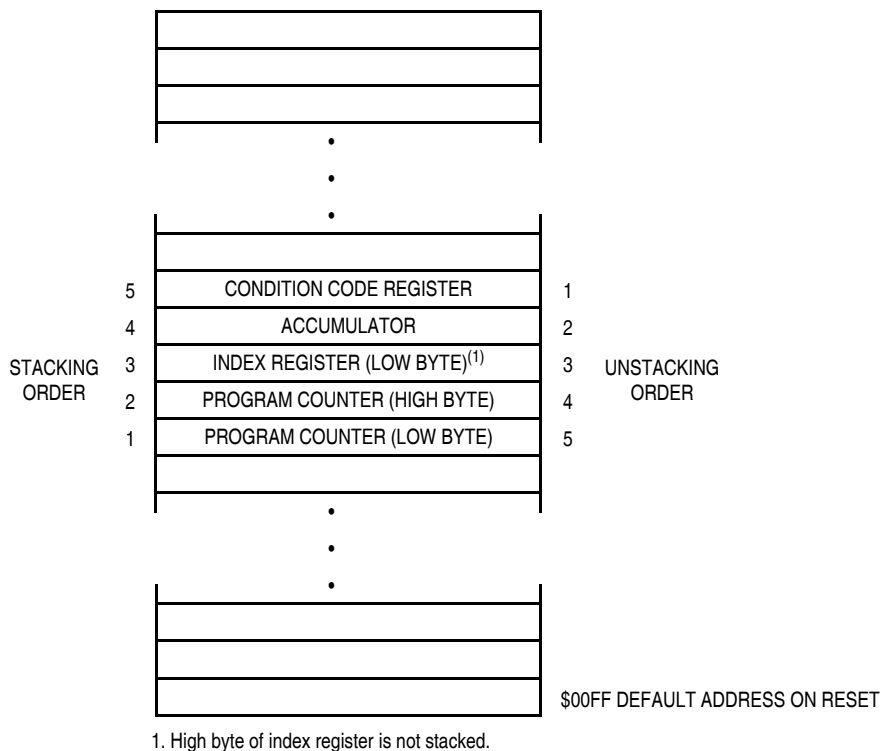 5 CONDITION CODE REGISTER 1
4 ACCUMULATOR 2
STACKING ORDER 3 INDEX REGISTER (LOW BYTE)(1) 3 UNSTACKING ORDER
2 PROGRAM COUNTER (HIGH BYTE) 4
1 PROGRAM COUNTER (LOW BYTE) 5
$00FF DEFAULT ADDRESS ON RESET
1. High byte of index register is not stacked.